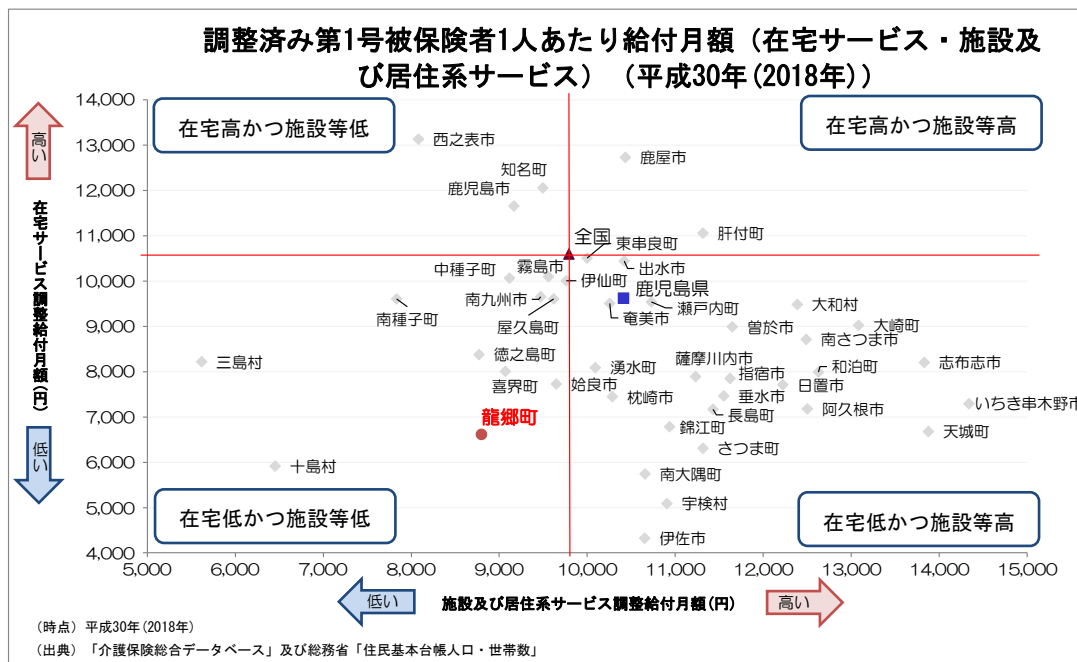 調整済み第1号被保険者1人あたり給付月額（在宅サービス・施設及
び居住系サービス）（平成30年(2018年)）
高い
在宅サービス調整給付月額(円)
低い
14,000
13,000
12,000
11,000
10,000
9,000
8,000
7,000
6,000
5,000
4,000
在宅高かつ施設等低
在宅高かつ施設等高
西之表市
鹿屋市
知名町
鹿児島市
肝付町
全国
東串良町
中種子町
霧島市
伊仙町
出水市
鹿児島県
南種子町
南九州市
屋久島町
奄美市
瀬戸内町
大和村
曽於市
大崎町
南さつま市
三島村
徳之島町
喜界町
姶良市
湧水町
薩摩川内市
指宿市
和泊町
日置市
志布志市
枕崎市
垂水市
長島町
阿久根市
いちき串木野市
龍郷町
錦江町
天城町
さつま町
十島村
南大隅町
宇検村
伊佐市
在宅低かつ施設等低
在宅低かつ施設等高
5,000
6,000
7,000
8,000
9,000
10,000
11,000
12,000
13,000
14,000
15,000
低い
施設及び居住系サービス調整給付月額(円)
高い
（時点）平成30年(2018年)
（出典）「介護保険総合データベース」及び総務省「住民基本台帳人口・世帯数」